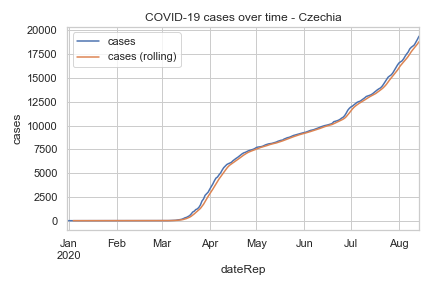 COVID-19 cases over time - Czechia
cases
cases (rolling)
20000
17500
15000
12500
10000
7500
5000
2500
0
cases
Jan Feb Mar Apr May Jun Jul Aug
2020
dateRep